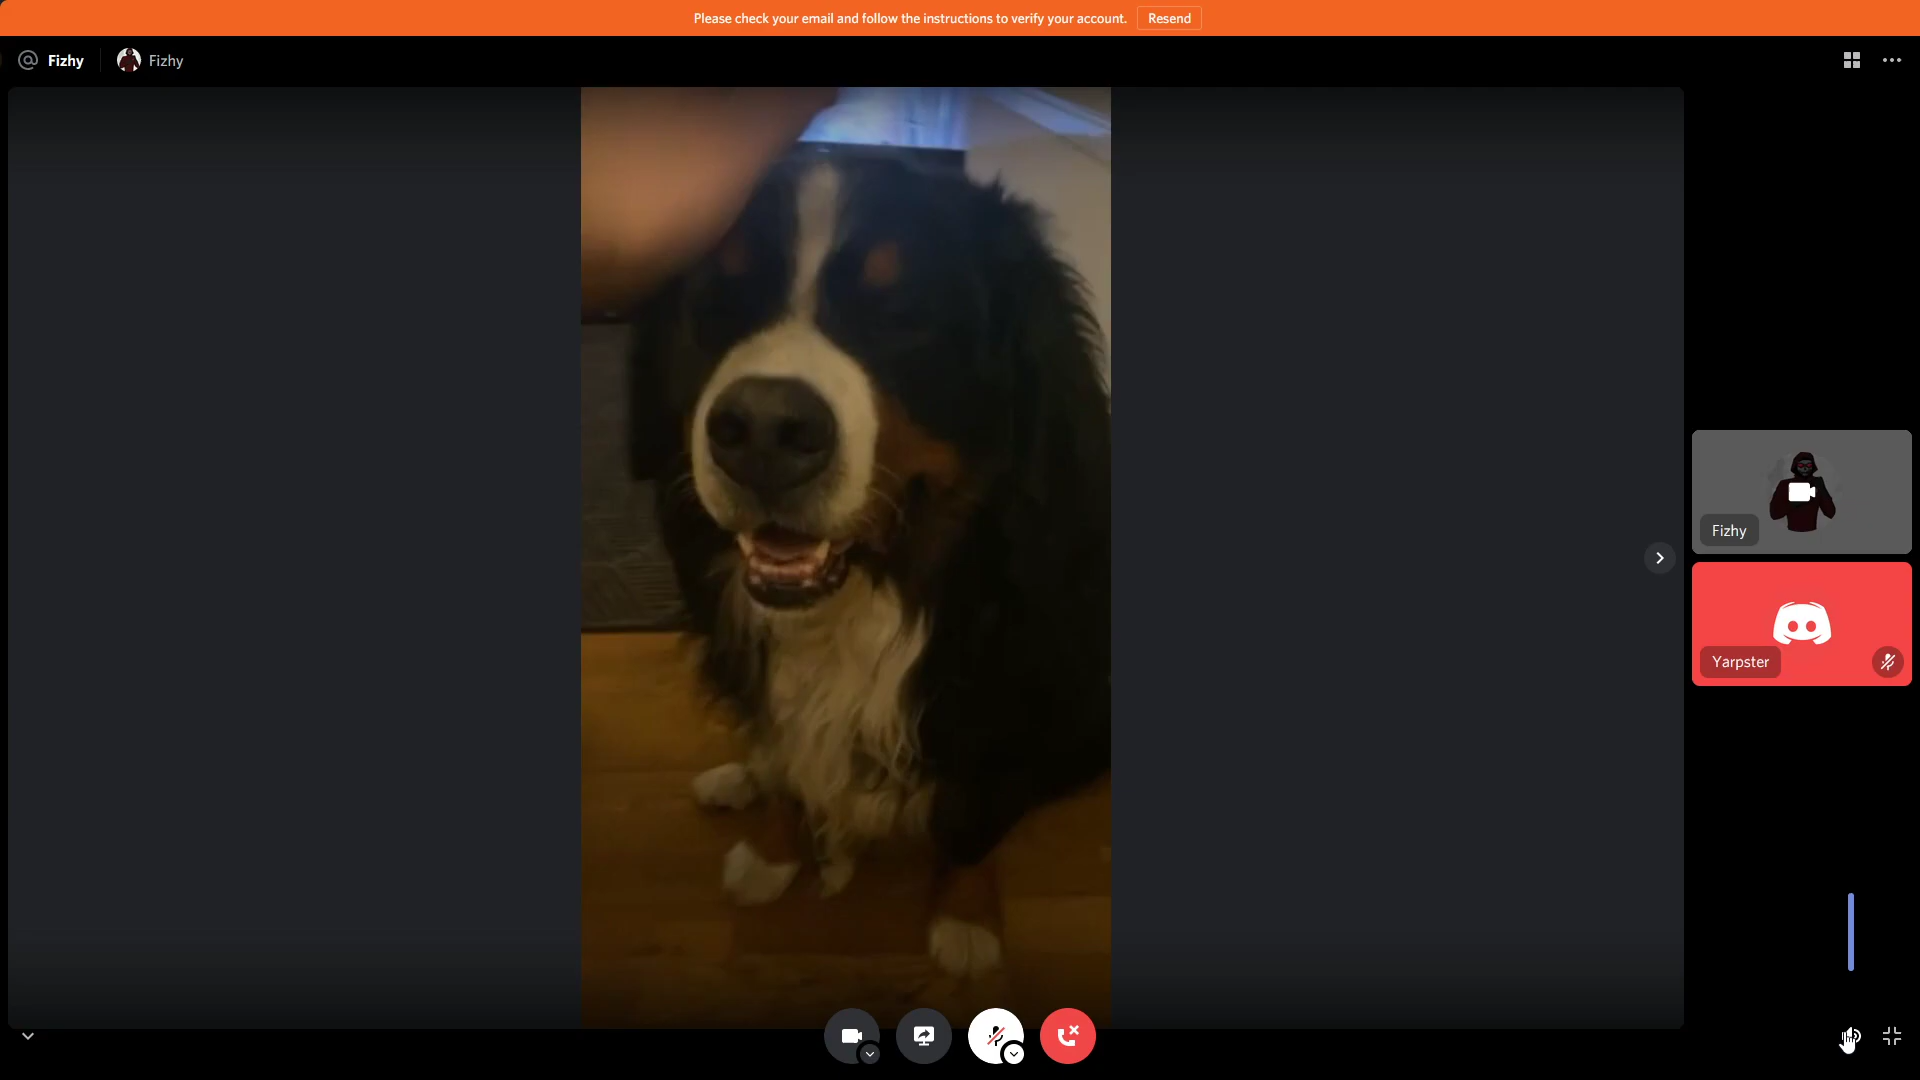 Please check your email and follow the instructions to verify your account. Resend
@ Fizhy Fizhy
Fizhy
Yarpster